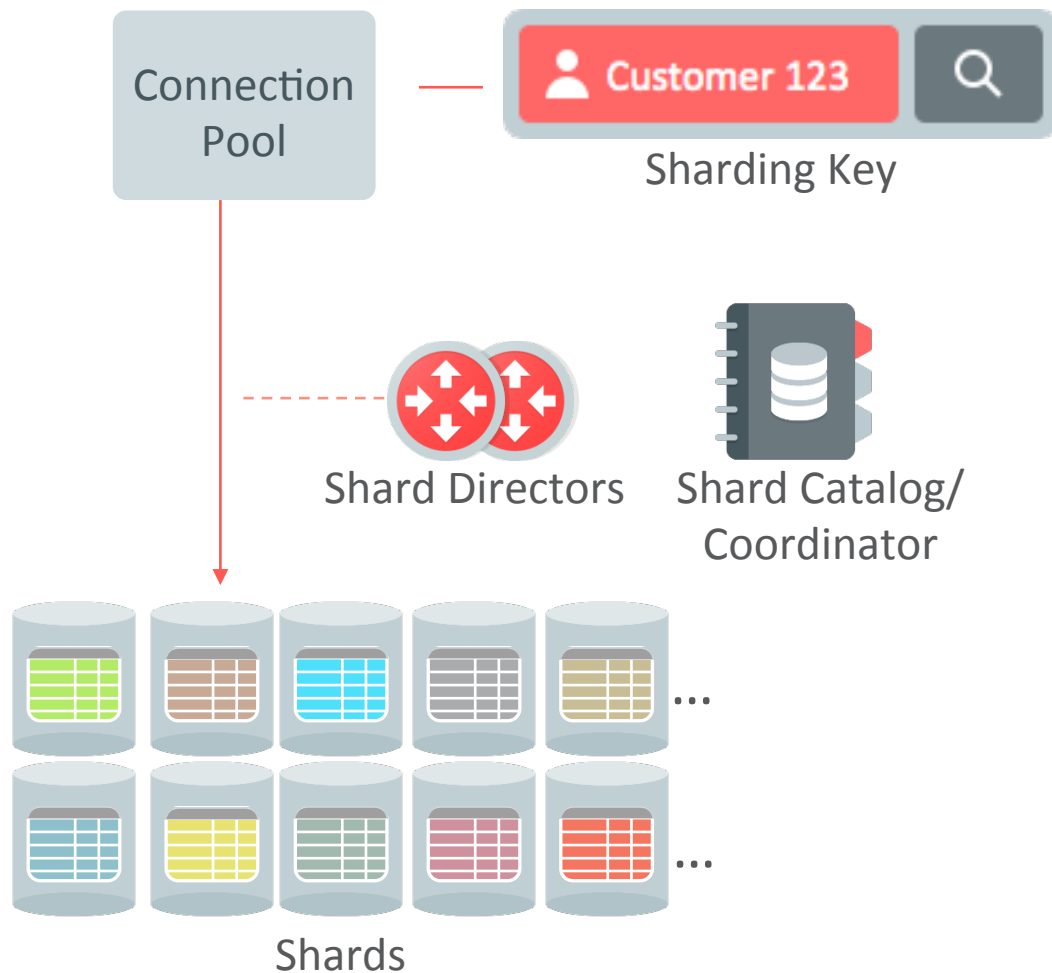 Connection
Pool
Customer 123
Sharding Key
Shard Directors
Shard Catalog/
Coordinator
...
...
Shards